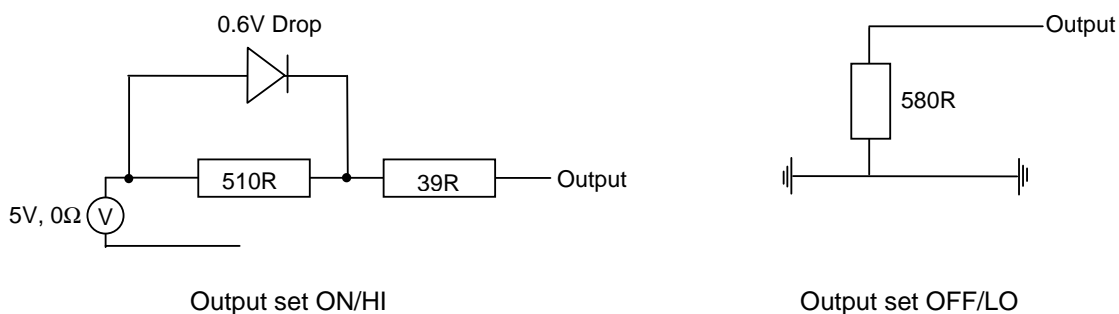 0.6V Drop
Output
580R
510R
39R
Output
5V, 0Ω
V
Output set ON/HI
Output set OFF/LO